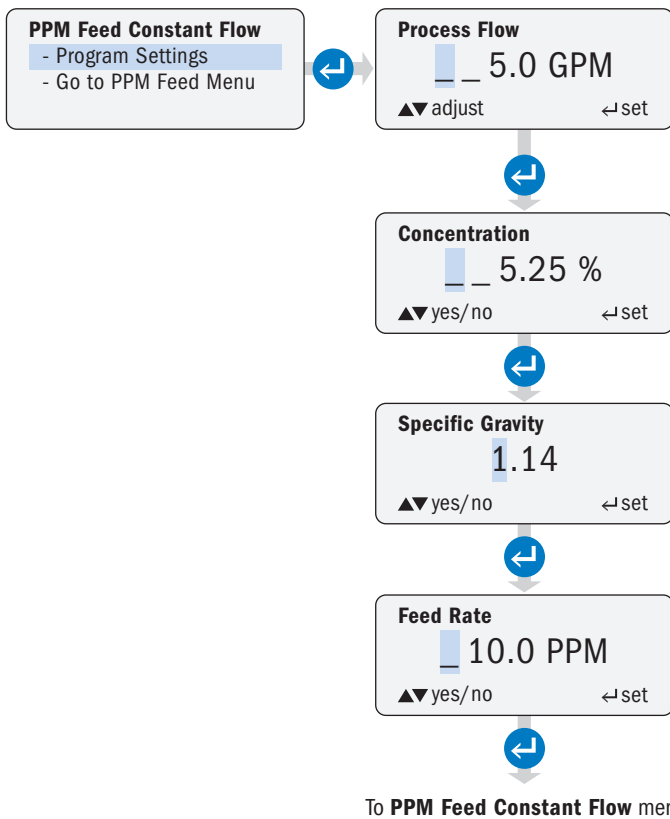 PPM Feed Constant Flow
- Program Settings
- Go to PPM Feed Menu
Process Flow
_ _ 5.0 GPM
▲▼ adjust ↵ set
Concentration
_ _ 5.25 %
▲▼ yes/no ↵ set
Specific Gravity
1.14
▲▼ yes/no ↵ set
Feed Rate
_ 10.0 PPM
▲▼ yes/no ↵ set
To PPM Feed Constant Flow